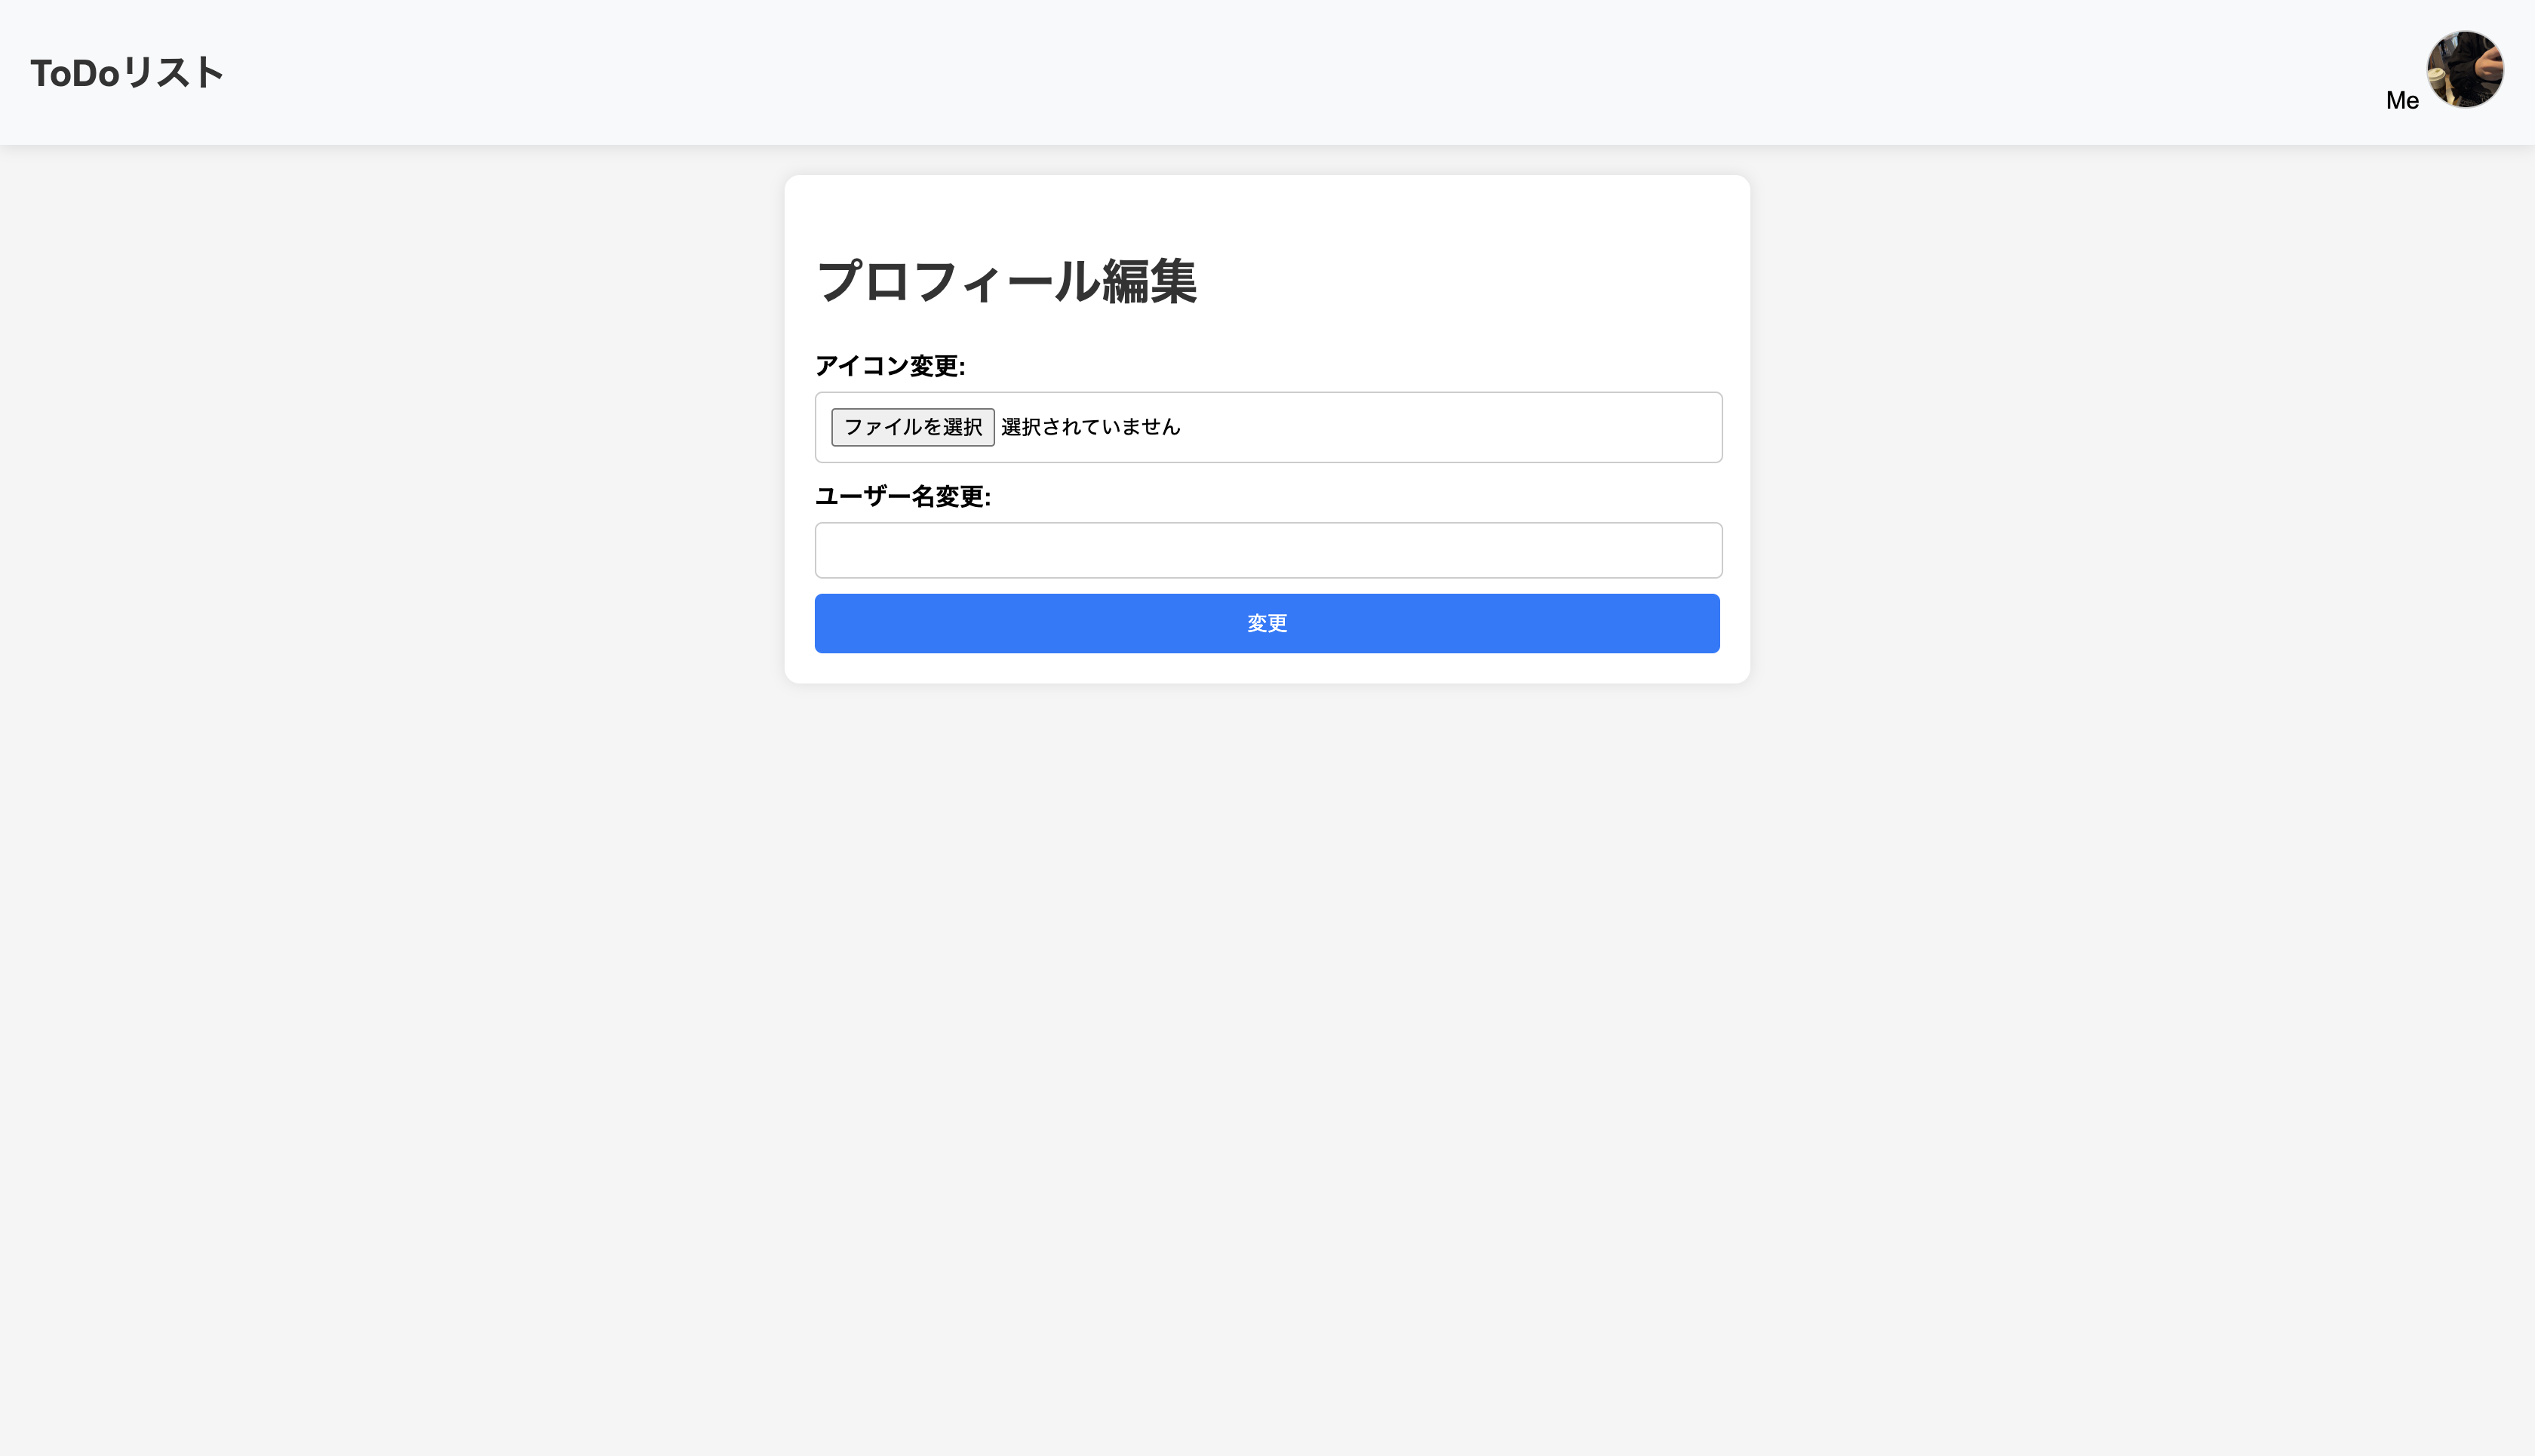 ToDoリスト
Me
プロフィール編集
アイコン変更:
ファイルを選択 選択されていません
ユーザー名変更:
変更